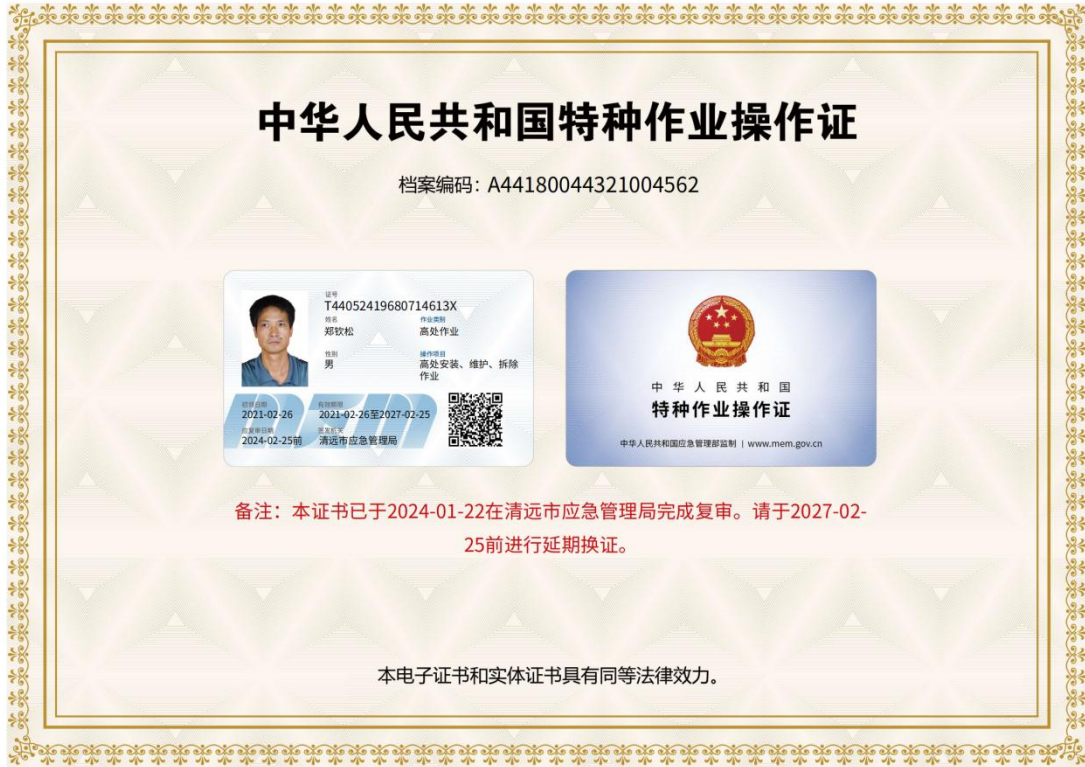 中华人民共和国特种作业操作证
档案编码：A44180044321004562
证号
T44052419680714613X
姓名 作业类别
郑钦松 高处作业
性别 操作项目
男 高处安装、维护、拆除
作业
初领日期 有效期限
2021-02-26 2021-02-26至2027-02-25
应复审日期 签发机关
2024-02-25前 清远市应急管理局
MEM
中华人民共和国
特种作业操作证
中华人民共和国应急管理部监制 | www.mem.gov.cn
备注：本证书已于2024-01-22在清远市应急管理局完成复审。请于2027-02-
25前进行延期换证。
本电子证书和实体证书具有同等法律效力。